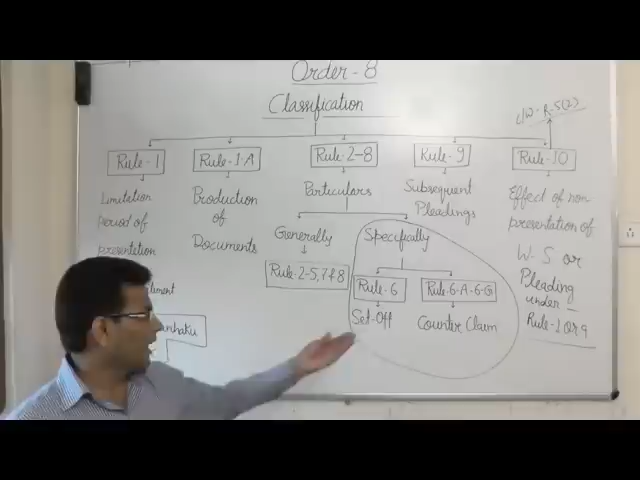 Order-8
Classification
U/W-R-5(2)
Rule-1
Limitation
period of
presentetion
Rule-1A
Production
of
Documents
Rule-2-8
Particulars
Generally
Rule-2-5,7&8
Specifically
Rule-6
Set-Off
Rule-6-A-6-G
Counter Claim
Rule-9
Subsequent
Pleadings
Rule-10
Effect of non-
presentation of
W.S or
Pleading
under-
Rule-1 Or 9